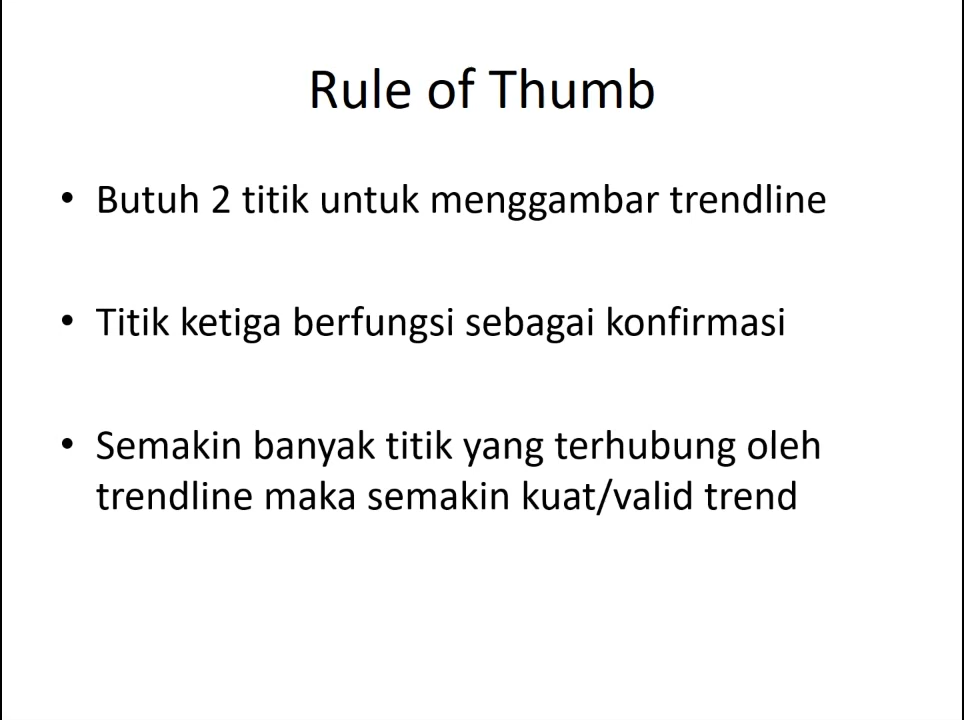 Rule of Thumb
• Butuh 2 titik untuk menggambar trendline
• Titik ketiga berfungsi sebagai konfirmasi
• Semakin banyak titik yang terhubung oleh
trendline maka semakin kuat/valid trend